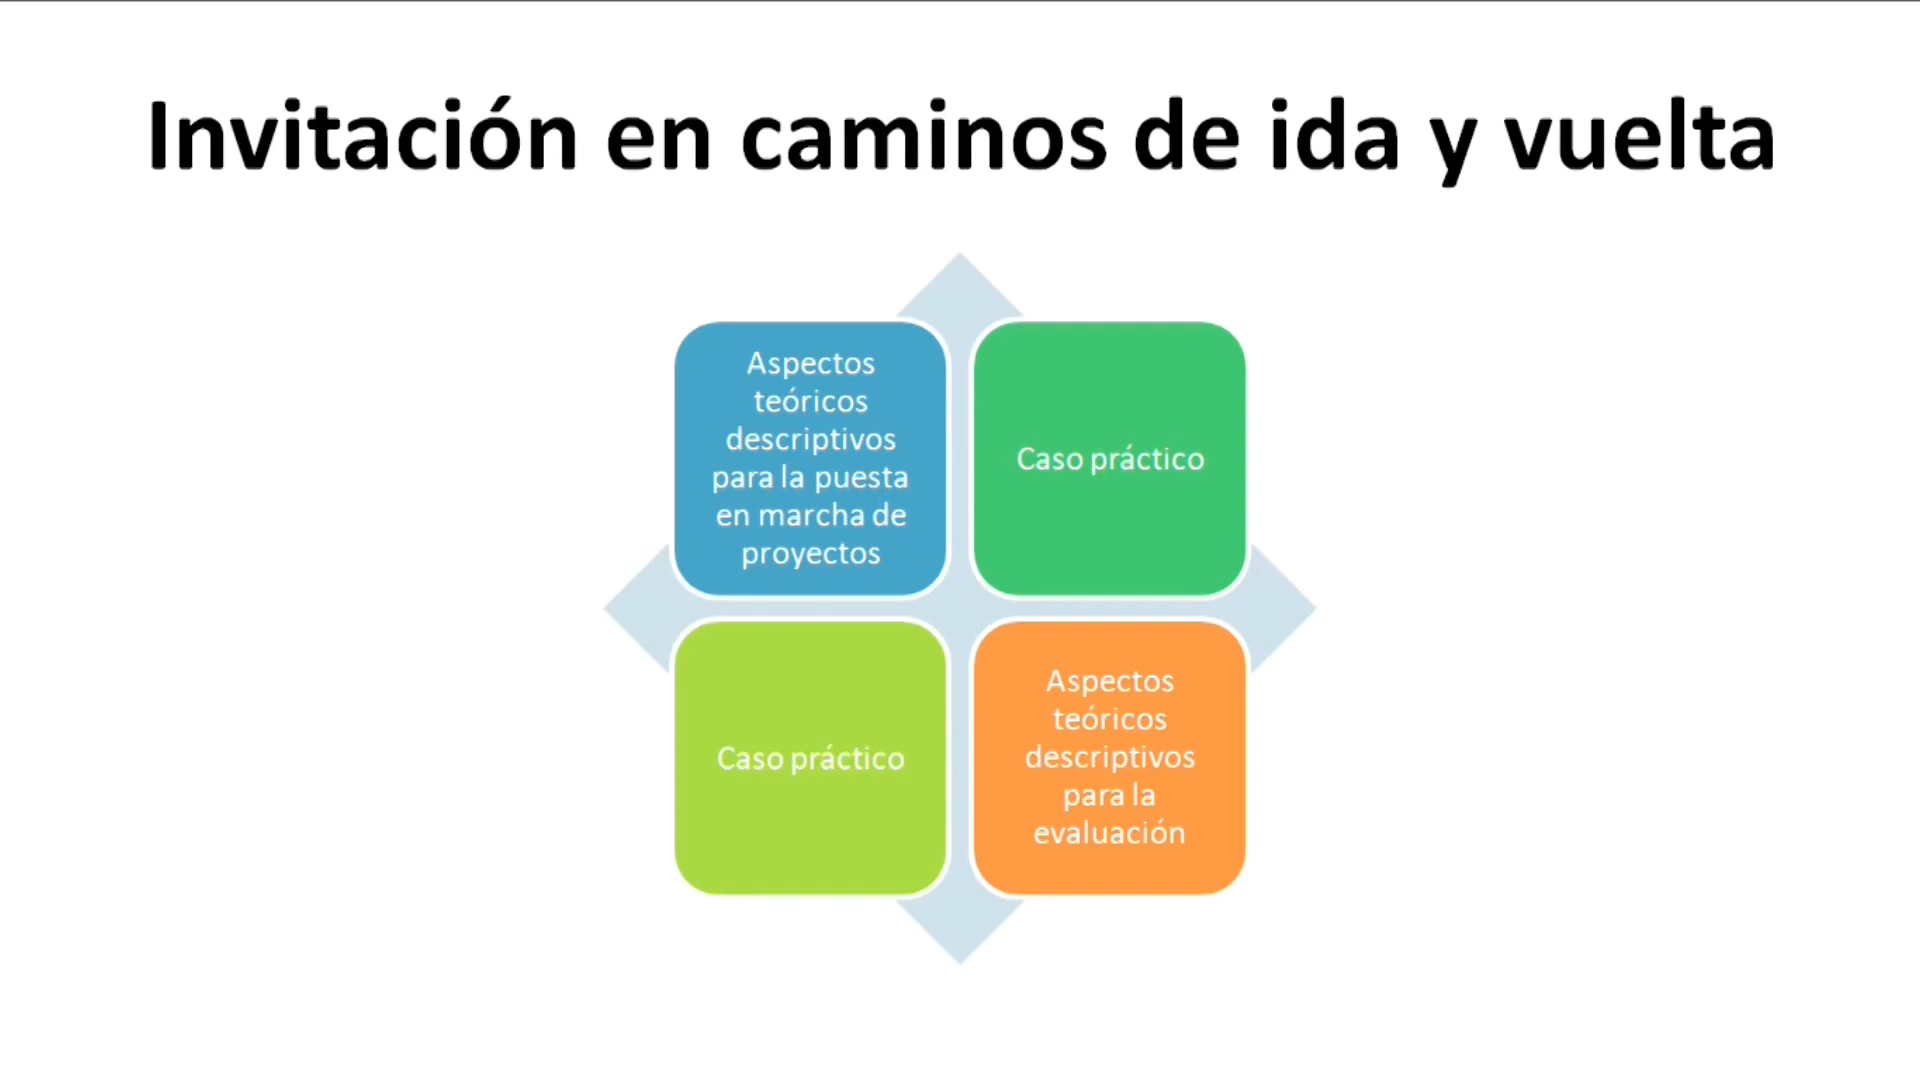 Invitación en caminos de ida y vuelta
Aspectos
teóricos
descriptivos
para la puesta
en marcha de
proyectos
Caso práctico
Caso práctico
Aspectos
teóricos
descriptivos
para la
evaluación